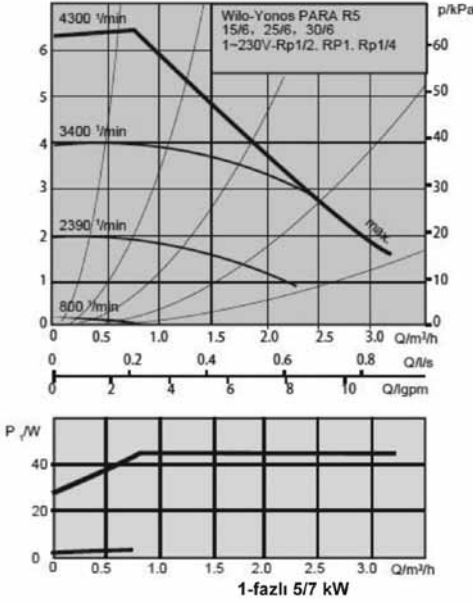 p/kPa
4300 ¹/min
Wilo-Yonos PARA R5
15/6, 25/6, 30/6
1~230V-Rp1/2. RP1. Rp1/4
6
60
5
50
3400 ¹/min
4
40
3
30
2390 ¹/min
max.
2
20
1
10
800 ¹/min
0
0
0 0.5 1.0 1.5 2.0 2.5 3.0 Q/m³/h
0 0.2 0.4 0.6 0.8 Q/l/s
0 2 4 6 8 10 Q/lgpm
P ₁/W
40
20
0
0 0.5 1.0 1.5 2.0 2.5 3.0 Q/m³/h
1-fazlı 5/7 kW